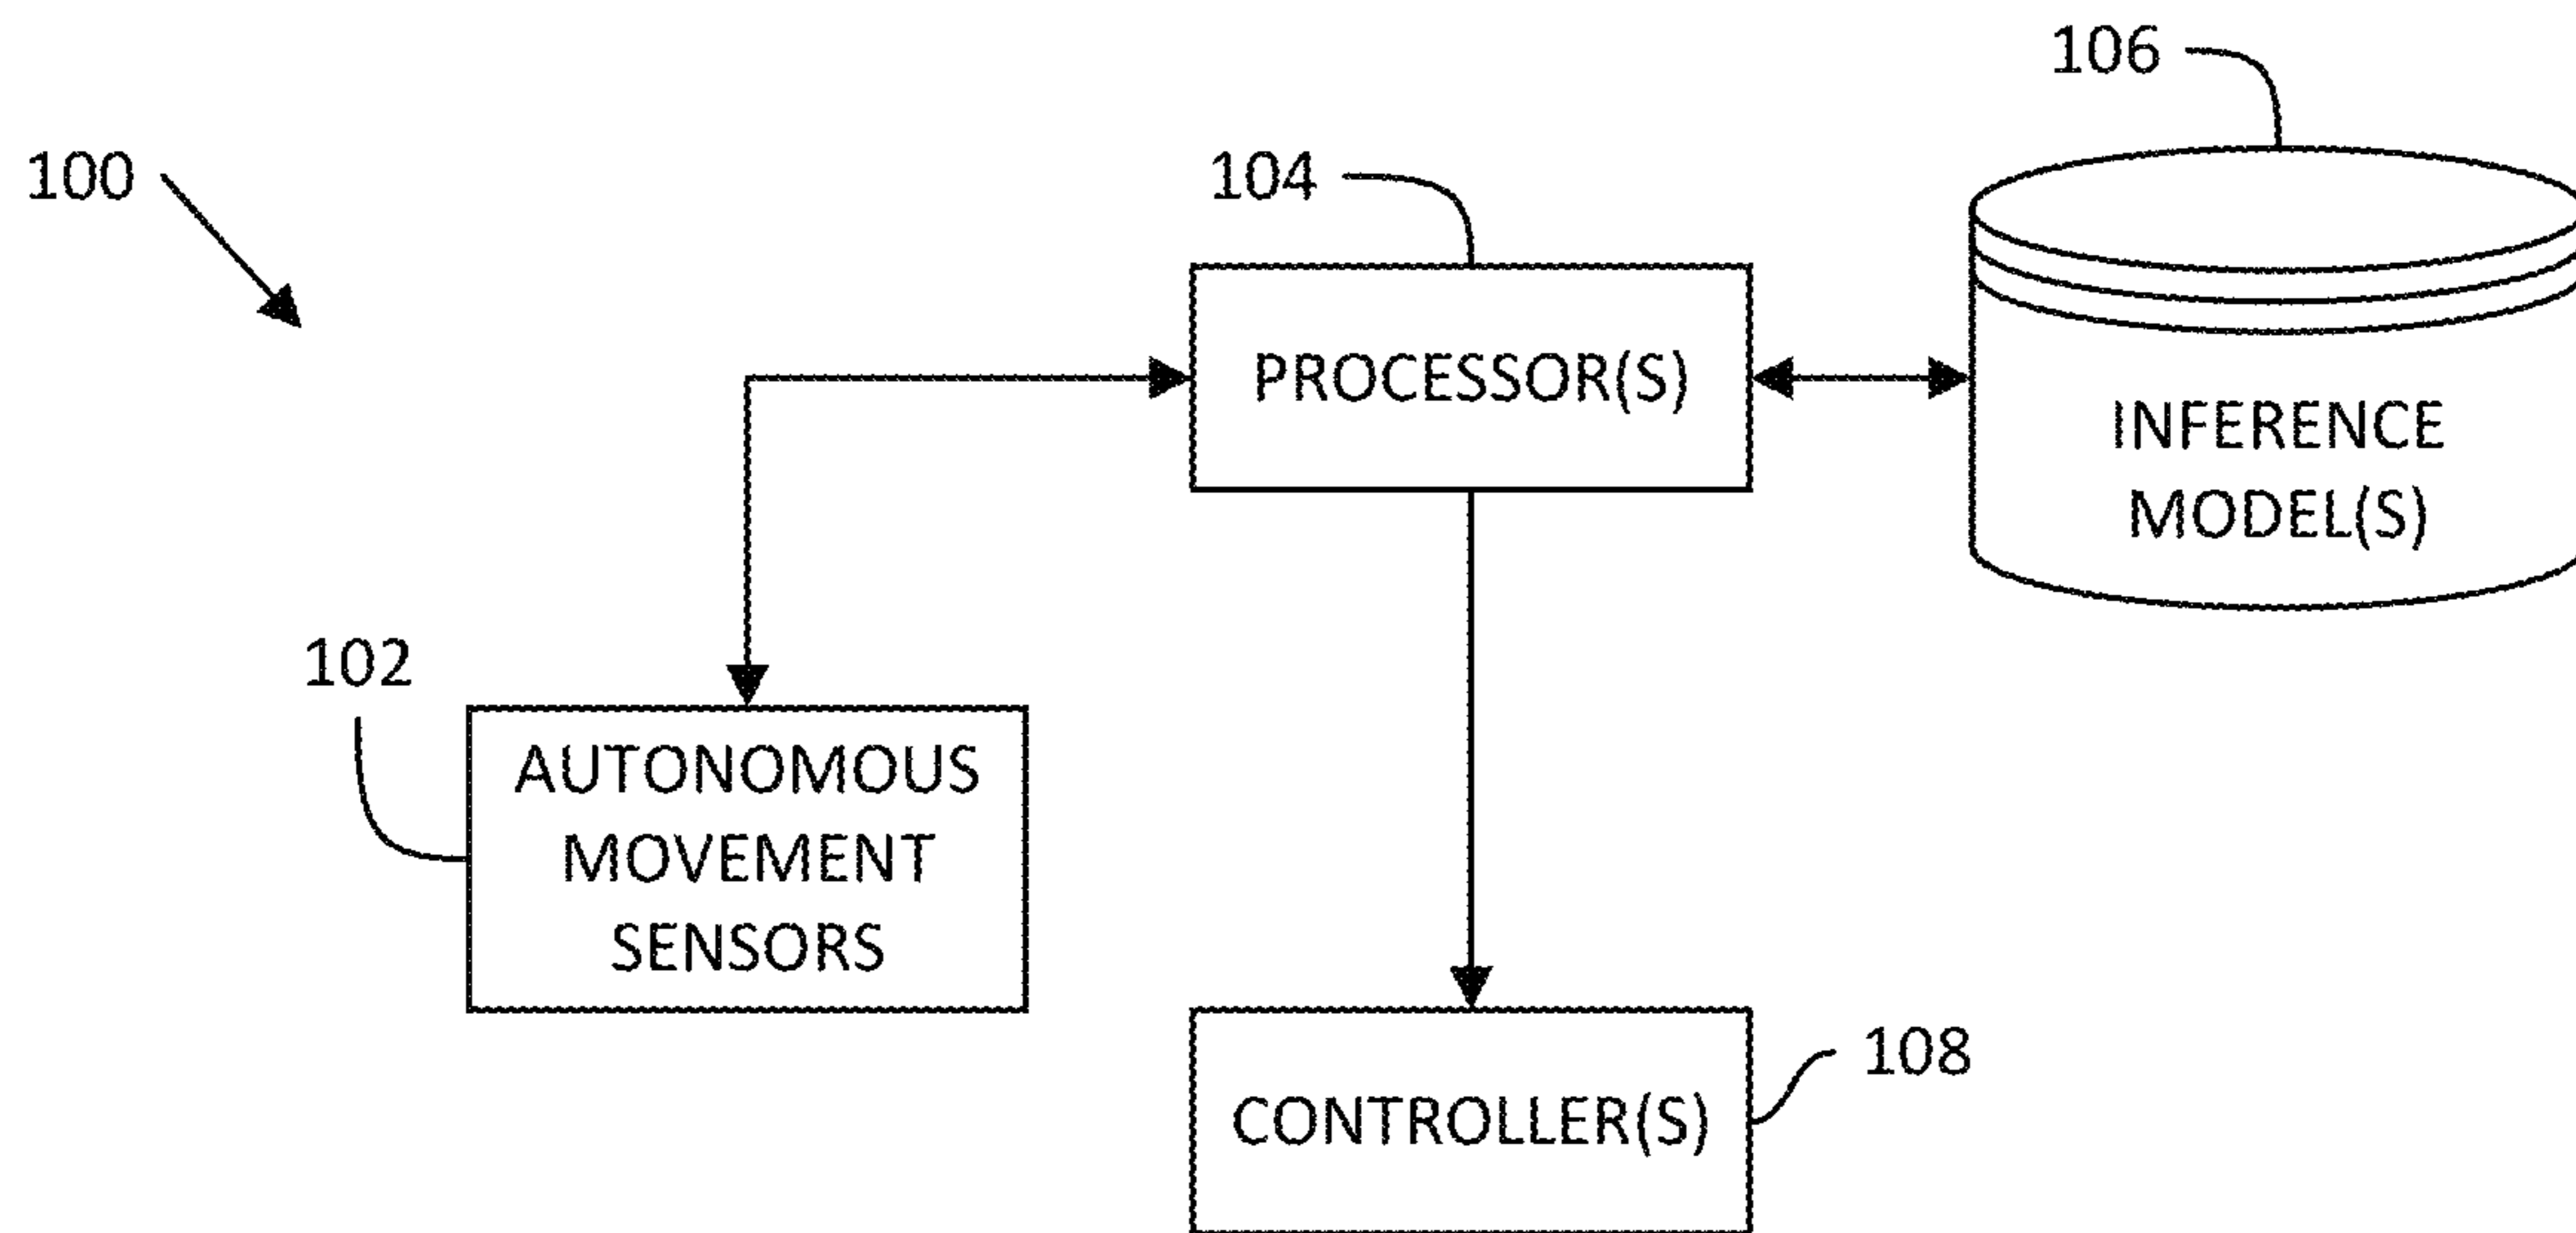 106
100
104
PROCESSOR(S)
INFERENCE
MODEL(S)
102
AUTONOMOUS
MOVEMENT
SENSORS
108
CONTROLLER(S)